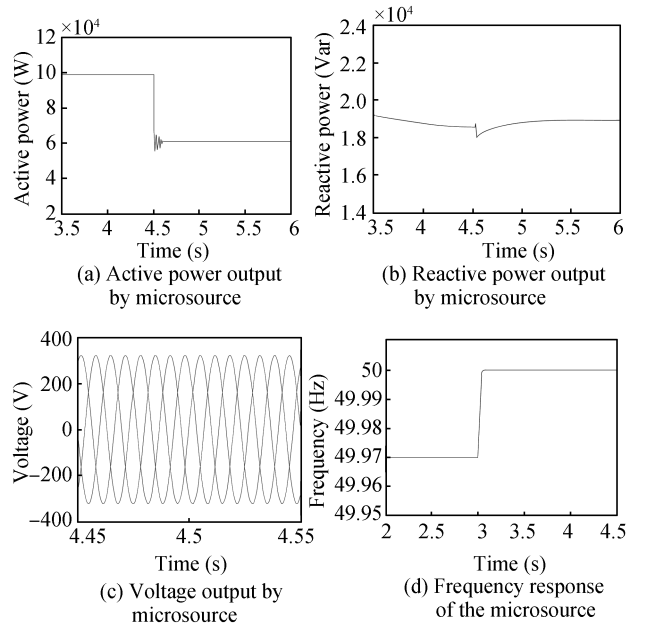 ×10⁴
12
10
8
6
4
2
Active power (W)
3.5 4 4.5 5 5.5 6
Time (s)
(a) Active power output
by microsource
×10⁴
2.4
2.2
2.0
1.8
1.6
1.4
Reactive power (Var)
3.5 4 4.5 5 5.5 6
Time (s)
(b) Reactive power output
by microsource
400
200
0
−200
−400
Voltage (V)
4.45 4.5 4.55
Time (s)
(c) Voltage output by
microsource
50
49.99
49.98
49.97
49.96
49.95
Frequency (Hz)
2 2.5 3 3.5 4 4.5
Time (s)
(d) Frequency response
of the microsource